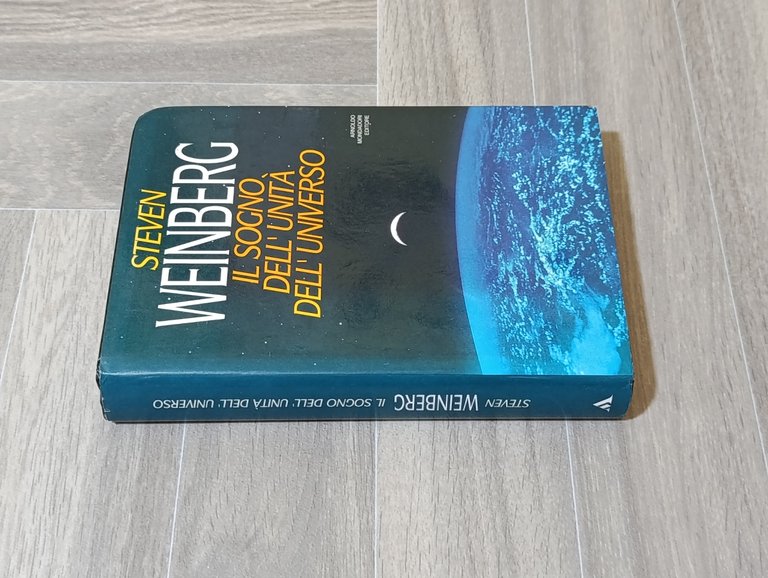 STEVEN
WEINBERG
IL SOGNO
DELL' UNITÀ
DELL' UNIVERSO
ARNOLDO
MONDADORI
EDITORE
STEVEN WEINBERG IL SOGNO DELL' UNITÀ DELL' UNIVERSO